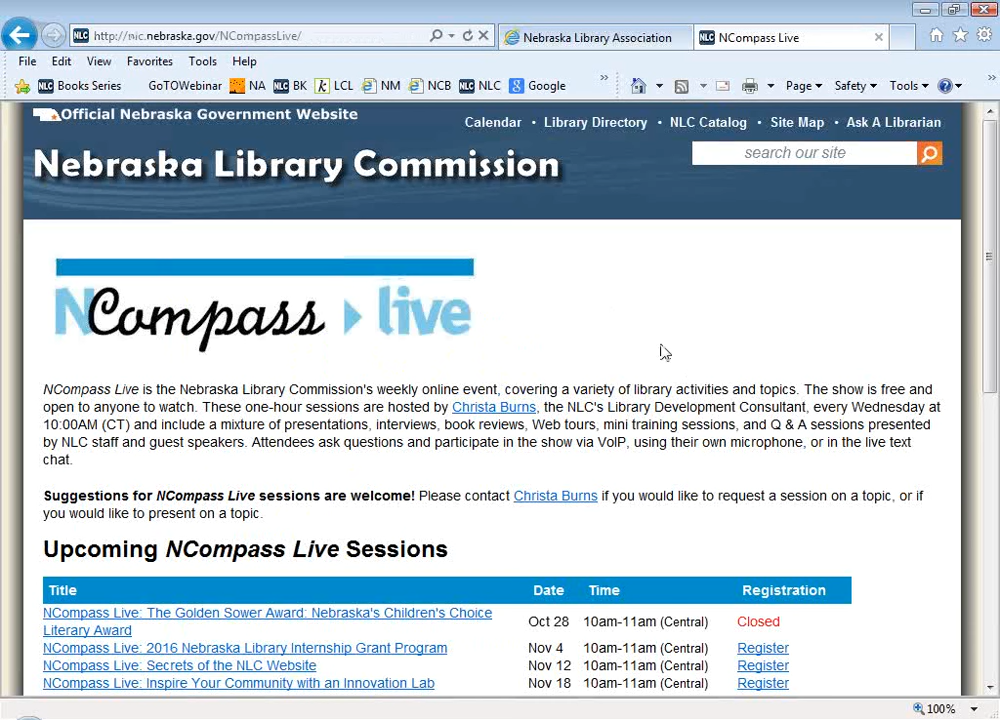 http://nlc.nebraska.gov/NCompassLive/
Nebraska Library Association
NCompass Live
File Edit View Favorites Tools Help
Books Series GoTOWebinar NA BK LCL NM NCB NLC Google Page Safety Tools
Official Nebraska Government Website
Calendar • Library Directory • NLC Catalog • Site Map • Ask A Librarian
Nebraska Library Commission
search our site
NCompass live
NCompass Live is the Nebraska Library Commission's weekly online event, covering a variety of library activities and topics. The show is free and
open to anyone to watch. These one-hour sessions are hosted by Christa Burns, the NLC's Library Development Consultant, every Wednesday at
10:00AM (CT) and include a mixture of presentations, interviews, book reviews, Web tours, mini training sessions, and Q & A sessions presented
by NLC staff and guest speakers. Attendees ask questions and participate in the show via VoIP, using their own microphone, or in the live text
chat.
Suggestions for NCompass Live sessions are welcome! Please contact Christa Burns if you would like to request a session on a topic, or if
you would like to present on a topic.
Upcoming NCompass Live Sessions
Title Date Time Registration
NCompass Live: The Golden Sower Award: Nebraska's Children's Choice
Literary Award Oct 28 10am-11am (Central) Closed
NCompass Live: 2016 Nebraska Library Internship Grant Program Nov 4 10am-11am (Central) Register
NCompass Live: Secrets of the NLC Website Nov 12 10am-11am (Central) Register
NCompass Live: Inspire Your Community with an Innovation Lab Nov 18 10am-11am (Central) Register
100%